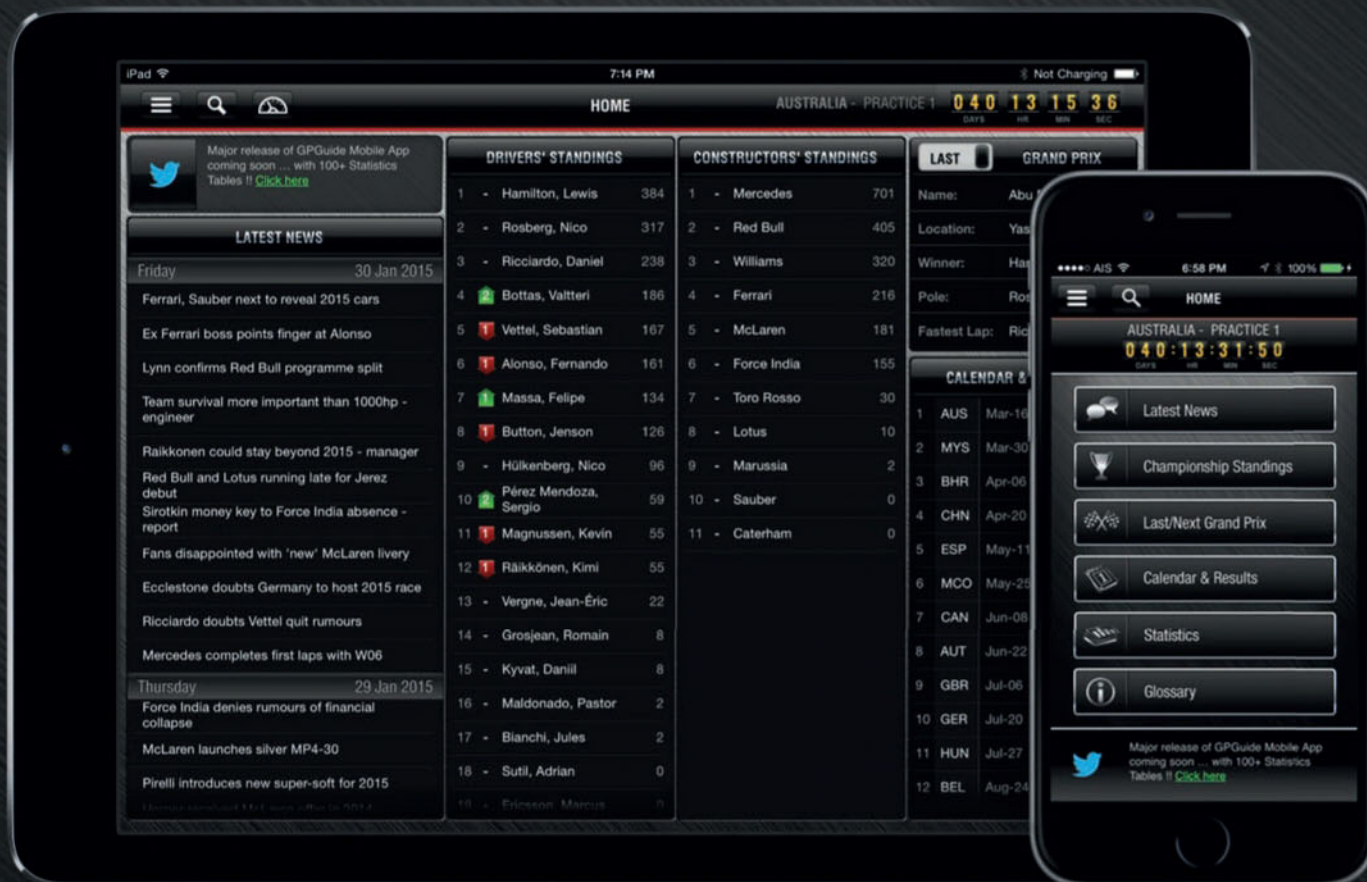 iPad
7:14 PM
Not Charging
HOME
AUSTRALIA - PRACTICE 1
040 13 15 36
DAYS HR MIN SEC
Major release of GPGuide Mobile App
coming soon ... with 100+ Statistics
Tables !! Click here
LATEST NEWS
Friday 30 Jan 2015
Ferrari, Sauber next to reveal 2015 cars
Ex Ferrari boss points finger at Alonso
Lynn confirms Red Bull programme split
Team survival more important than 1000hp -
engineer
Raikkonen could stay beyond 2015 - manager
Red Bull and Lotus running late for Jerez
debut
Sirotkin money key to Force India absence -
report
Fans disappointed with 'new' McLaren livery
Ecclestone doubts Germany to host 2015 race
Ricciardo doubts Vettel quit rumours
Mercedes completes first laps with W06
Thursday 29 Jan 2015
Force India denies rumours of financial
collapse
McLaren launches silver MP4-30
Pirelli introduces new super-soft for 2015
DRIVERS' STANDINGS
1 - Hamilton, Lewis 384
2 - Rosberg, Nico 317
3 - Ricciardo, Daniel 238
4 2 Bottas, Valtteri 186
5 1 Vettel, Sebastian 167
6 1 Alonso, Fernando 161
7 1 Massa, Felipe 134
8 1 Button, Jenson 126
9 - Hülkenberg, Nico 96
10 2 Pérez Mendoza,
Sergio 59
11 1 Magnussen, Kevin 55
12 1 Räikkönen, Kimi 55
13 - Vergne, Jean-Éric 22
14 - Grosjean, Romain 8
15 - Kvyat, Daniil 8
16 - Maldonado, Pastor 2
17 - Bianchi, Jules 2
18 - Sutil, Adrian 0
19 - Ericsson, Marcus 0
CONSTRUCTORS' STANDINGS
1 - Mercedes 701
2 - Red Bull 405
3 - Williams 320
4 - Ferrari 216
5 - McLaren 181
6 - Force India 155
7 - Toro Rosso 30
8 - Lotus 10
9 - Marussia 2
10 - Sauber 0
11 - Caterham 0
LAST GRAND PRIX
Name: Abu
Location: Yas
Winner: Ham
Pole: Ros
Fastest Lap: Ricc
CALENDAR &
1 AUS Mar-16
2 MYS Mar-30
3 BHR Apr-06
4 CHN Apr-20
5 ESP May-11
6 MCO May-25
7 CAN Jun-08
8 AUT Jun-22
9 GBR Jul-06
10 GER Jul-20
11 HUN Jul-27
12 BEL Aug-24
AIS
6:58 PM
100%
HOME
AUSTRALIA - PRACTICE 1
040:13:31:50
DAYS HR MIN SEC
Latest News
Championship Standings
Last/Next Grand Prix
Calendar & Results
Statistics
Glossary
Major release of GPGuide Mobile App
coming soon ... with 100+ Statistics
Tables !! Click here